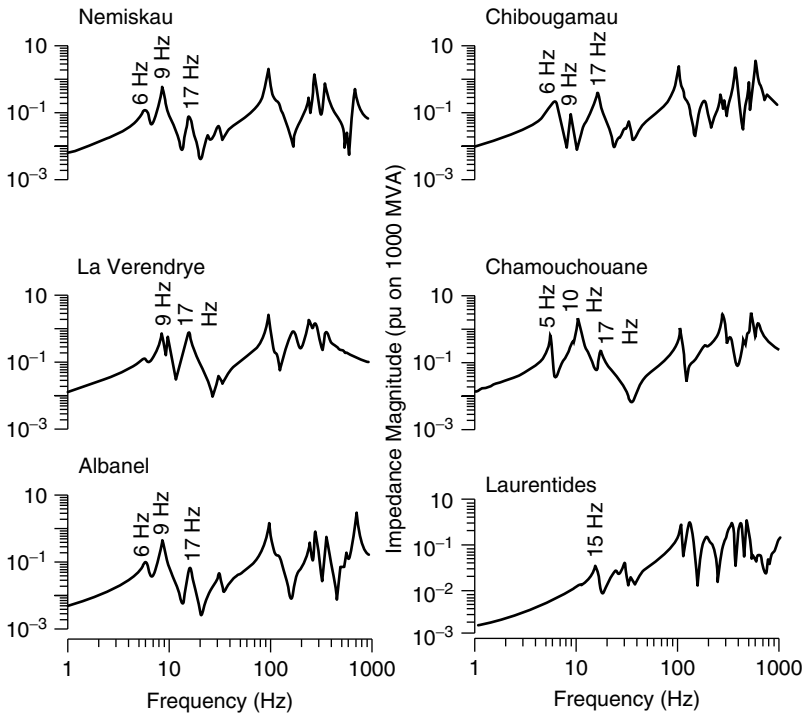 Nemiskau
10
10⁻¹
10⁻³
6 Hz
9 Hz
17 Hz
Chibougamau
10
10⁻¹
10⁻³
6 Hz
9 Hz
17 Hz
La Verendrye
10
10⁻¹
10⁻³
9 Hz
17
Hz
Chamouchouane
10
10⁻¹
10⁻³
5 Hz
10
Hz
17
Hz
Impedance Magnitude (pu on 1000 MVA)
Albanel
10
10⁻¹
10⁻³
6 Hz
9 Hz
17 Hz
1
10
100
1000
Frequency (Hz)
Laurentides
10
10⁻¹
10⁻²
10⁻³
15 Hz
1
10
100
1000
Frequency (Hz)